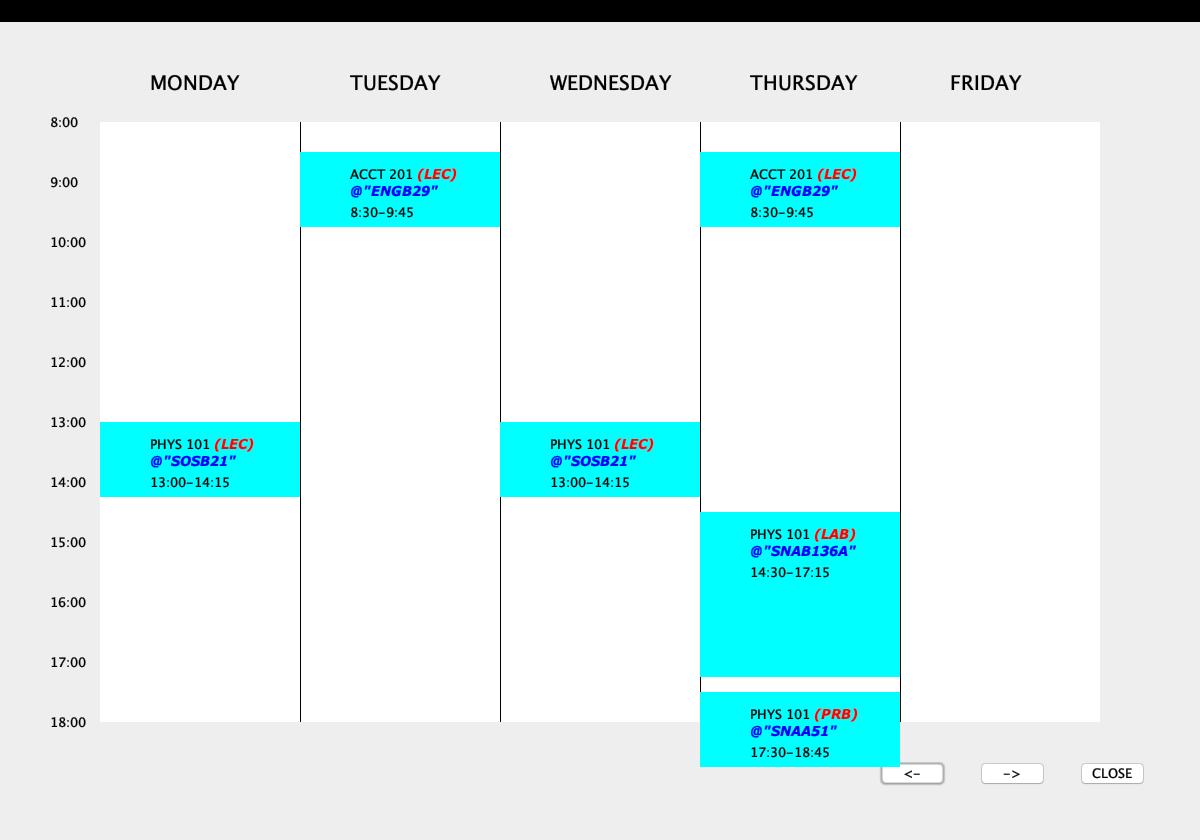 MONDAY TUESDAY WEDNESDAY THURSDAY FRIDAY
8:00
ACCT 201 (LEC) ACCT 201 (LEC)
9:00
@"ENGB29" @"ENGB29"
8:30-9:45 8:30-9:45
10:00
11:00
12:00
13:00
PHYS 101 (LEC) PHYS 101 (LEC)
@"SOSB21" @"SOSB21"
14:00 13:00-14:15 13:00-14:15
PHYS 101 (LAB)
15:00
@"SNAB136A"
14:30-17:15
16:00
17:00
PHYS 101 (PRB)
18:00
@"SNAA51"
17:30-18:45
<- -> CLOSE